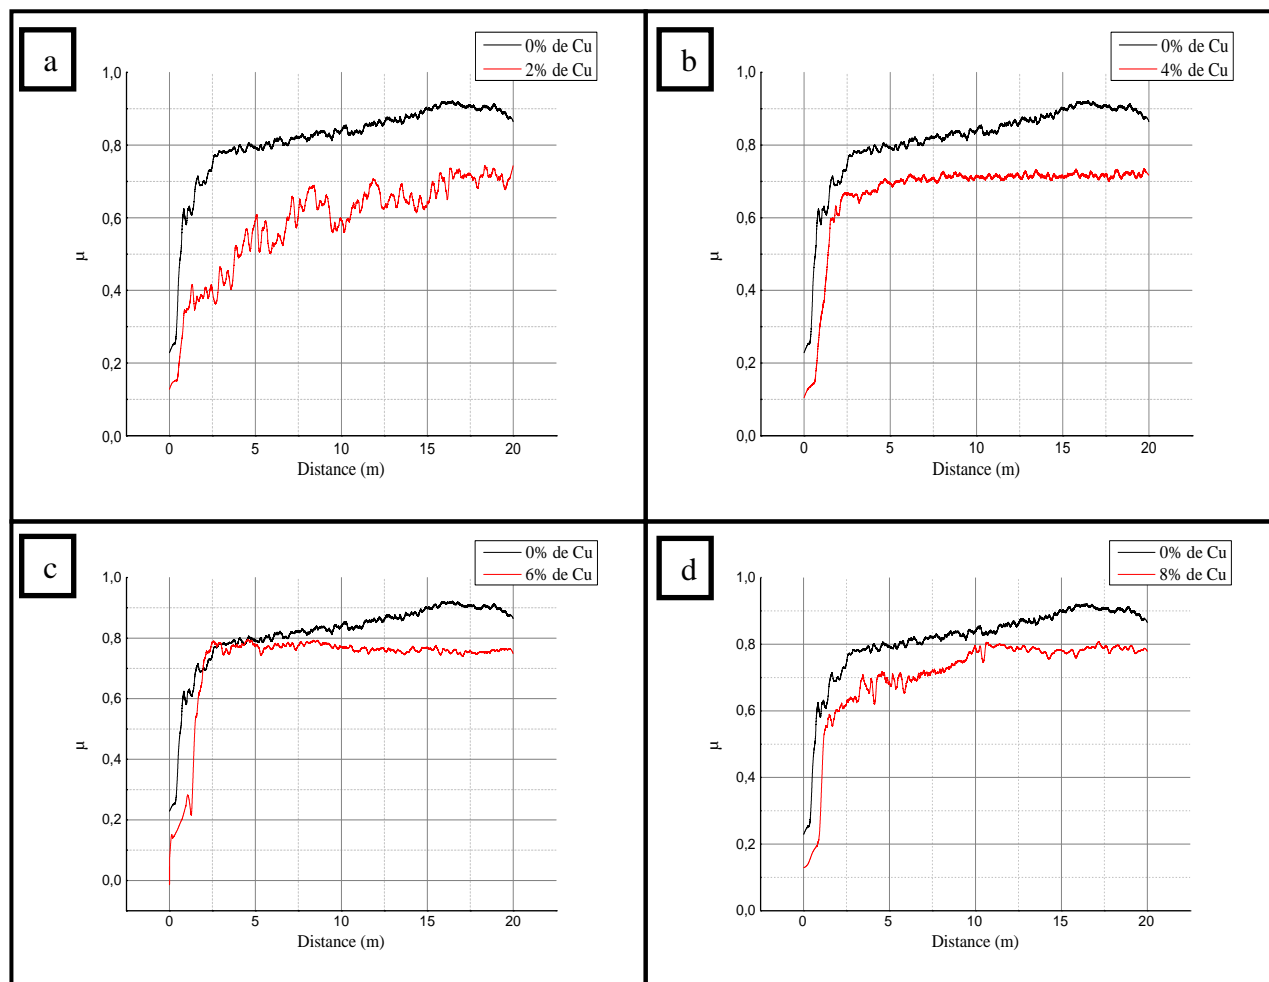 a
0% de Cu
2% de Cu
1,0
0,8
0,6
0,4
0,2
0,0
μ
0 5 10 15 20
Distance (m)
b
0% de Cu
4% de Cu
1,0
0,8
0,6
0,4
0,2
0,0
μ
0 5 10 15 20
Distance (m)
c
0% de Cu
6% de Cu
1,0
0,8
0,6
0,4
0,2
0,0
μ
0 5 10 15 20
Distance (m)
d
0% de Cu
8% de Cu
1,0
0,8
0,6
0,4
0,2
0,0
μ
0 5 10 15 20
Distance (m)